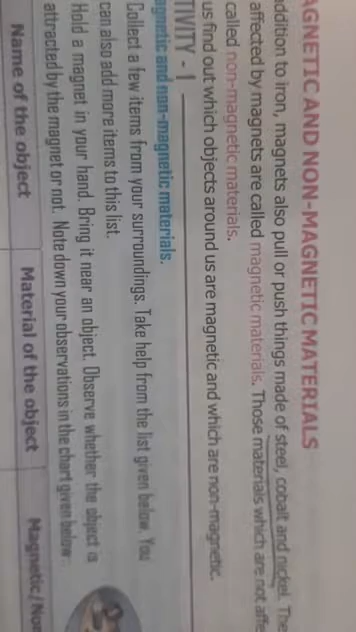 AGNETIC AND NON-MAGNETIC MATERIALS
ddition to iron, magnets also pull or push things made of steel, cobalt and nickel. The
affected by magnets are called magnetic materials. Those materials which are not affe
called non-magnetic materials.
us find out which objects around us are magnetic and which are non-magnetic.
TIVITY - 1
agnetic and non-magnetic materials.
Collect a few items from your surroundings. Take help from the list given below. You
can also add more items to this list.
Hold a magnet in your hand. Bring it near an object. Observe whether the object is
attracted by the magnet or not. Note down your observations in the chart given below:
Name of the object Material of the object Magnetic/Non